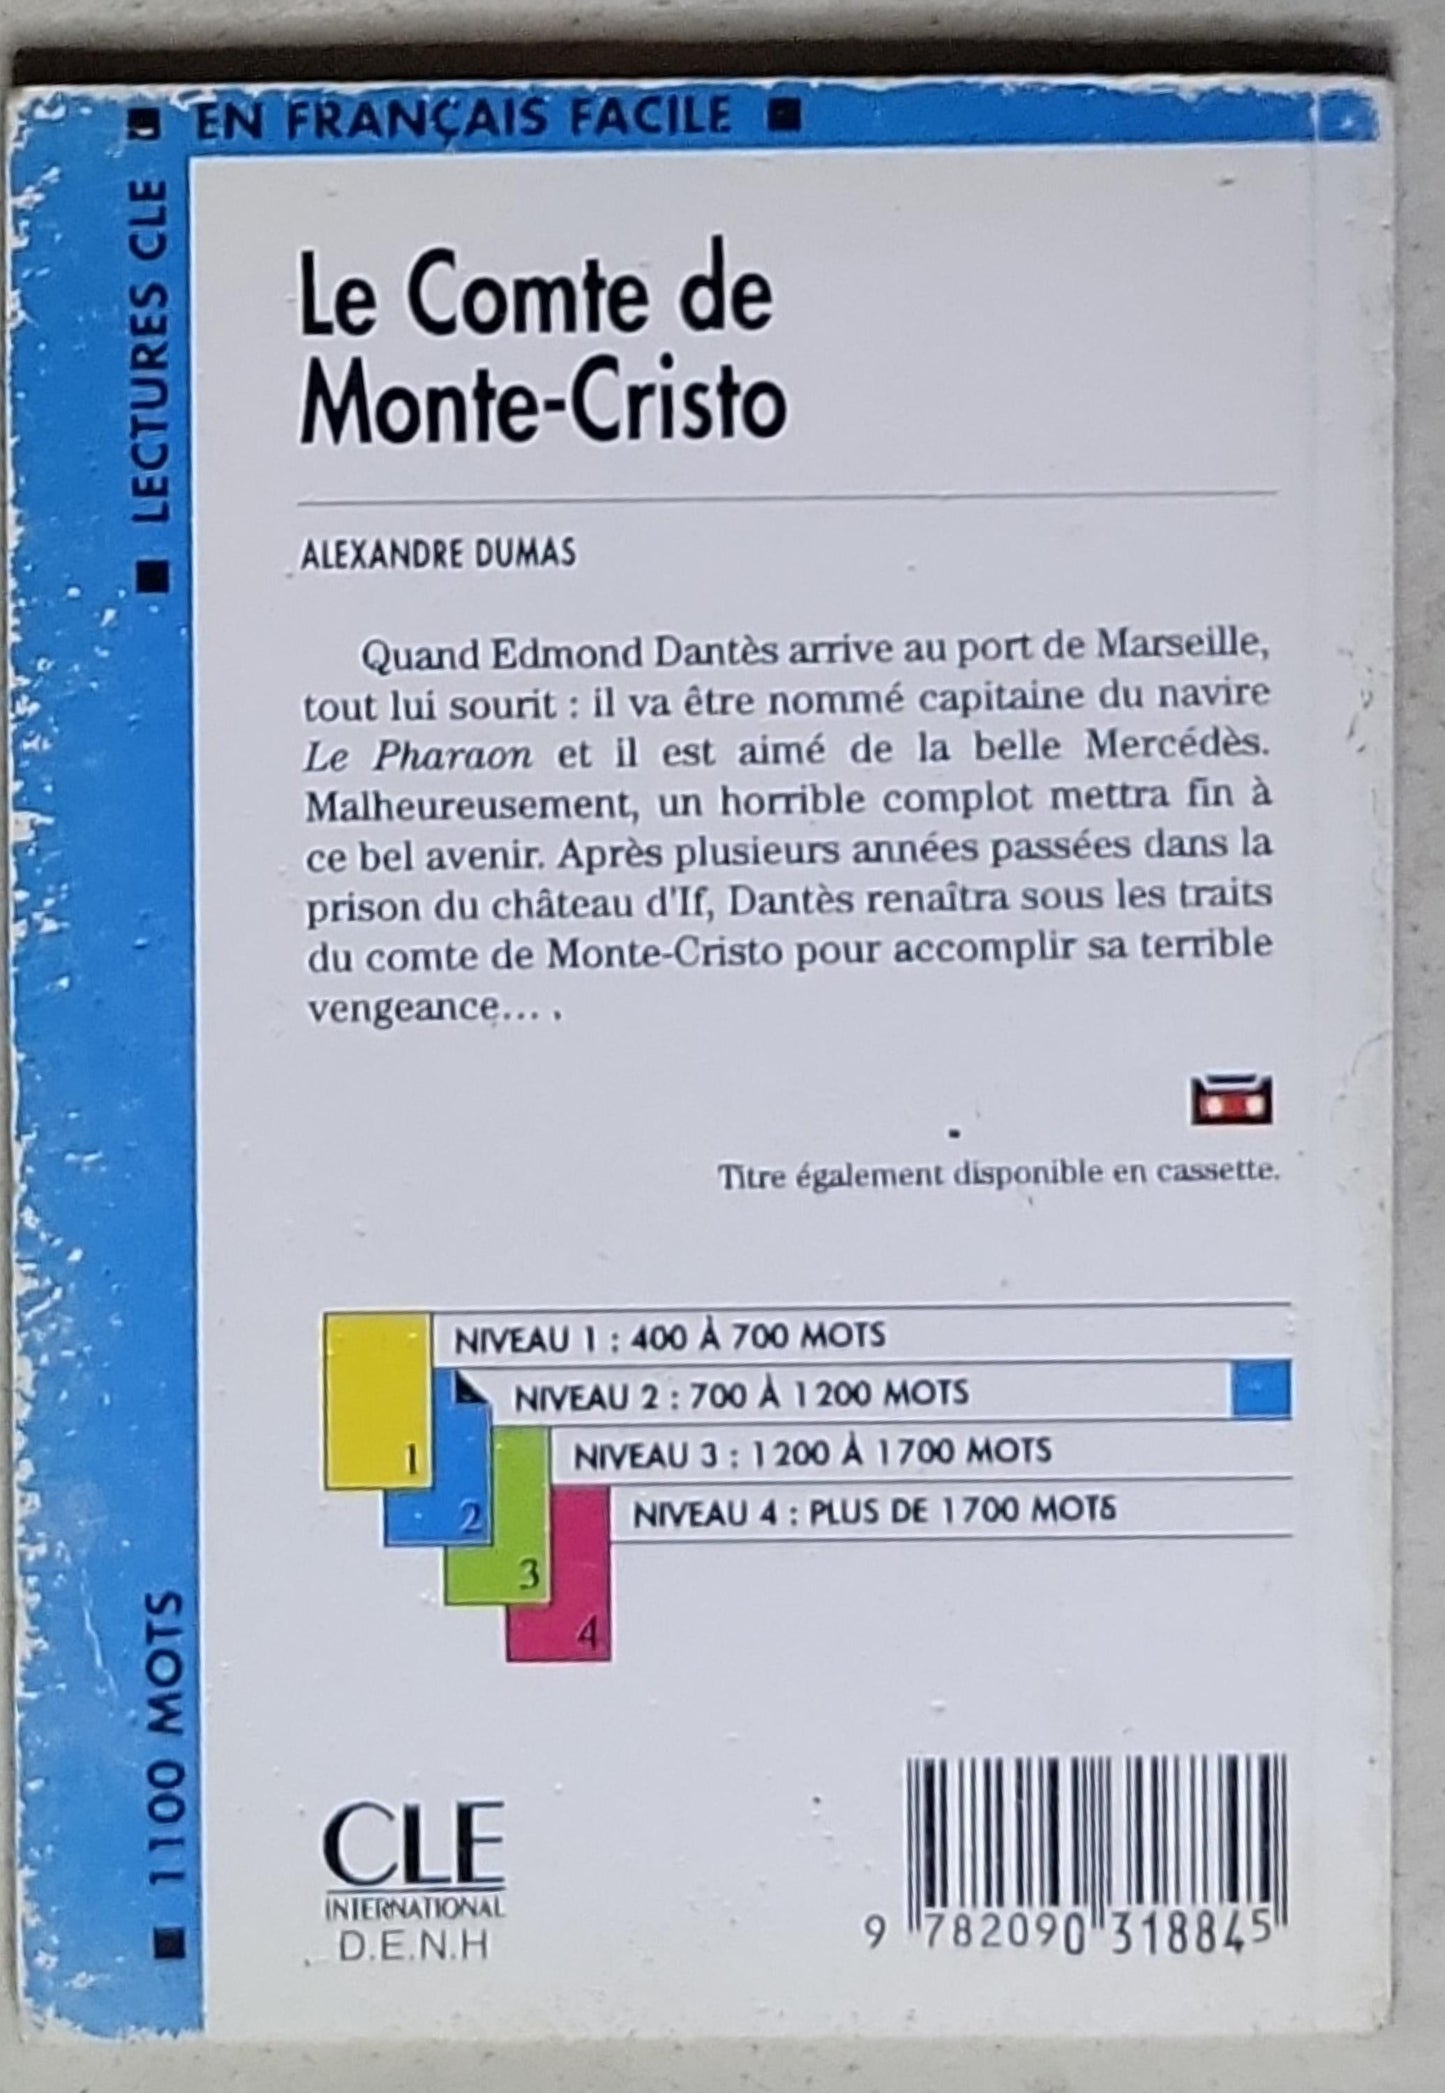 EN FRANÇAIS FACILE
LECTURES CLE
Le Comte de
Monte-Cristo
ALEXANDRE DUMAS
Quand Edmond Dantès arrive au port de Marseille,
tout lui sourit : il va être nommé capitaine du navire
Le Pharaon et il est aimé de la belle Mercédès.
Malheureusement, un horrible complot mettra fin à
ce bel avenir. Après plusieurs années passées dans la
prison du château d'If, Dantès renaîtra sous les traits
du comte de Monte-Cristo pour accomplir sa terrible
vengeance... .
Titre également disponible en cassette.
NIVEAU 1 : 400 À 700 MOTS
NIVEAU 2 : 700 À 1 200 MOTS
NIVEAU 3 : 1 200 À 1 700 MOTS
NIVEAU 4 : PLUS DE 1 700 MOTS
1
2
3
4
1100 MOTS
CLE
INTERNATIONAL
D.E.N.H
9 782090 318845